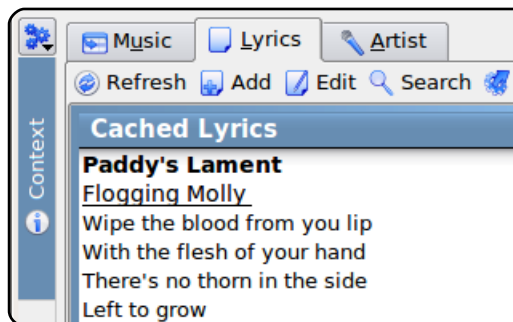 Music Lyrics Artist
Refresh Add Edit Search
Context
Cached Lyrics
Paddy's Lament
Flogging Molly
Wipe the blood from you lip
With the flesh of your hand
There's no thorn in the side
Left to grow